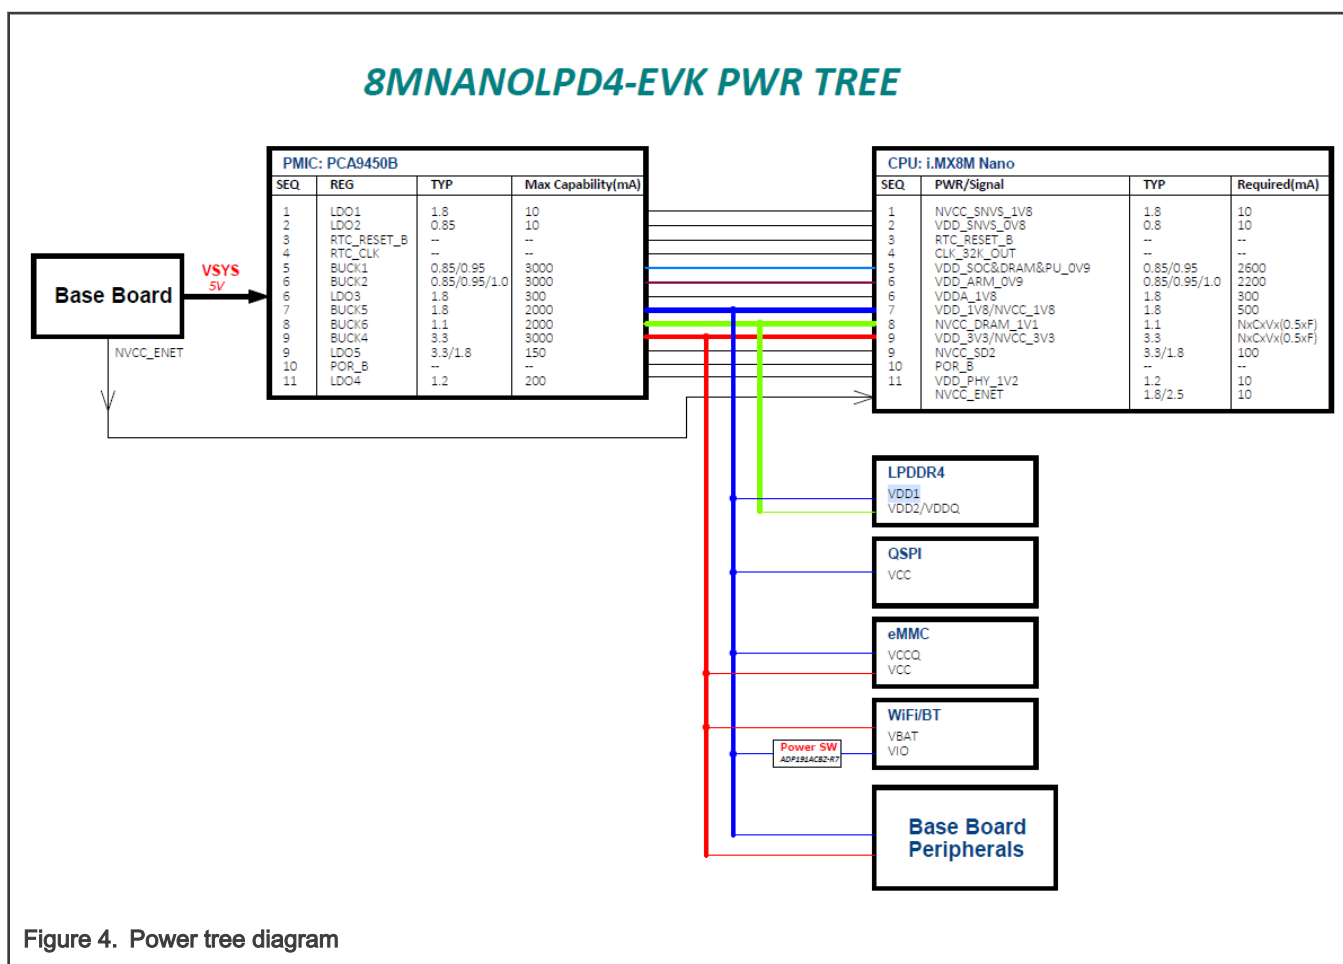 8MNANOLPD4-EVK PWR TREE
PMIC: PCA9450B
SEQ REG TYP Max Capability(mA)
1 LDO1 1.8 10
2 LDO2 0.85 10
3 RTC_RESET_B -- --
4 RTC_CLK -- --
5 BUCK1 0.85/0.95 3000
6 BUCK2 0.85/0.95/1.0 3000
6 LDO3 1.8 300
7 BUCK5 1.8 2000
8 BUCK6 1.1 2000
9 BUCK4 3.3 3000
9 LDO5 3.3/1.8 150
10 POR_B -- --
11 LDO4 1.2 200
CPU: i.MX8M Nano
SEQ PWR/Signal TYP Required(mA)
1 NVCC_SNVS_1V8 1.8 10
2 VDD_SNVS_0V8 0.8 10
3 RTC_RESET_B -- --
4 CLK_32K_OUT -- --
5 VDD_SOC&DRAM&PU_0V9 0.85/0.95 2600
6 VDD_ARM_0V9 0.85/0.95/1.0 2200
6 VDDA_1V8 1.8 300
7 VDD_1V8/NVCC_1V8 1.8 500
8 NVCC_DRAM_1V1 1.1 NxCxVx(0.5xF)
9 VDD_3V3/NVCC_3V3 3.3 NxCxVx(0.5xF)
9 NVCC_SD2 3.3/1.8 100
10 POR_B -- --
11 VDD_PHY_1V2 1.2 10
NVCC_ENET 1.8/2.5 10
Base Board
VSYS
5V
NVCC_ENET
LPDDR4
VDD1
VDD2/VDDQ
QSPI
VCC
eMMC
VCCQ
VCC
WiFi/BT
VBAT
VIO
Power SW
ADP191ACBZ-R7
Base Board
Peripherals
Figure 4. Power tree diagram